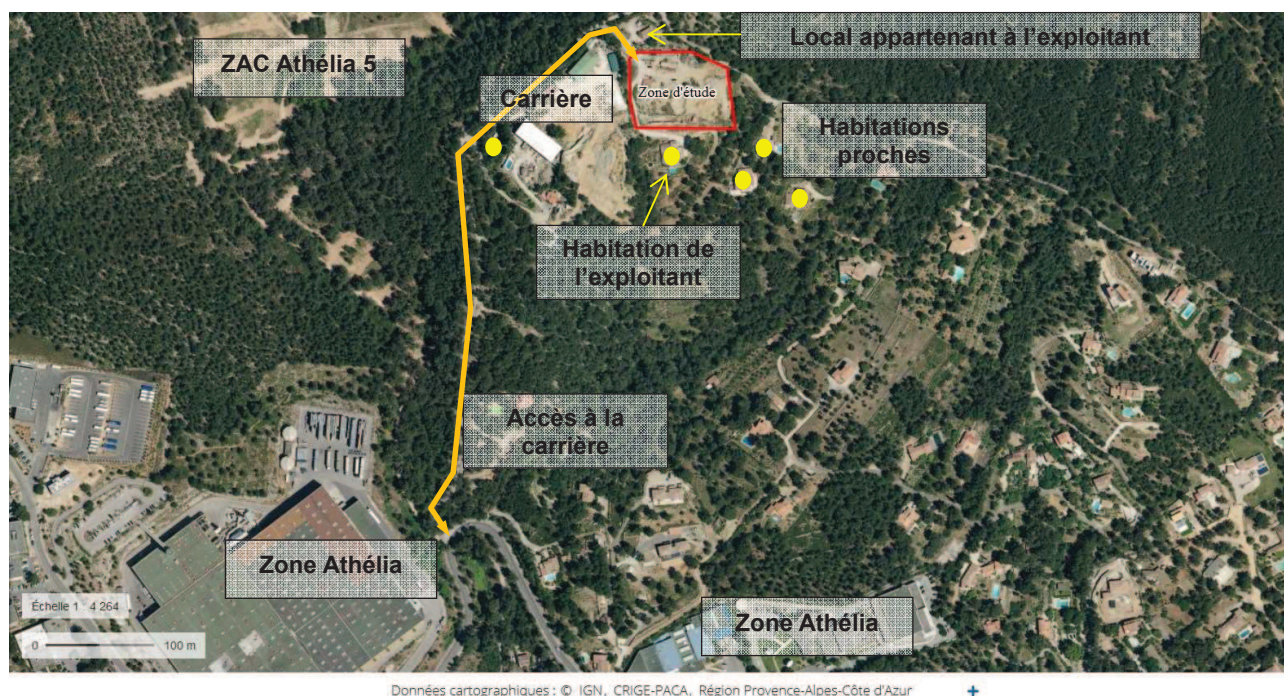 Local appartenant à l’exploitant
ZAC Athélia 5
Carrière
Zone d'étude
Habitations
proches
Habitation de
l’exploitant
Accès à la
carrière
Zone Athélia
Zone Athélia
Échelle 1 : 4 264
0
100 m
Données cartographiques : © IGN, CRIGE-PACA, Région Provence-Alpes-Côte d'Azur
+